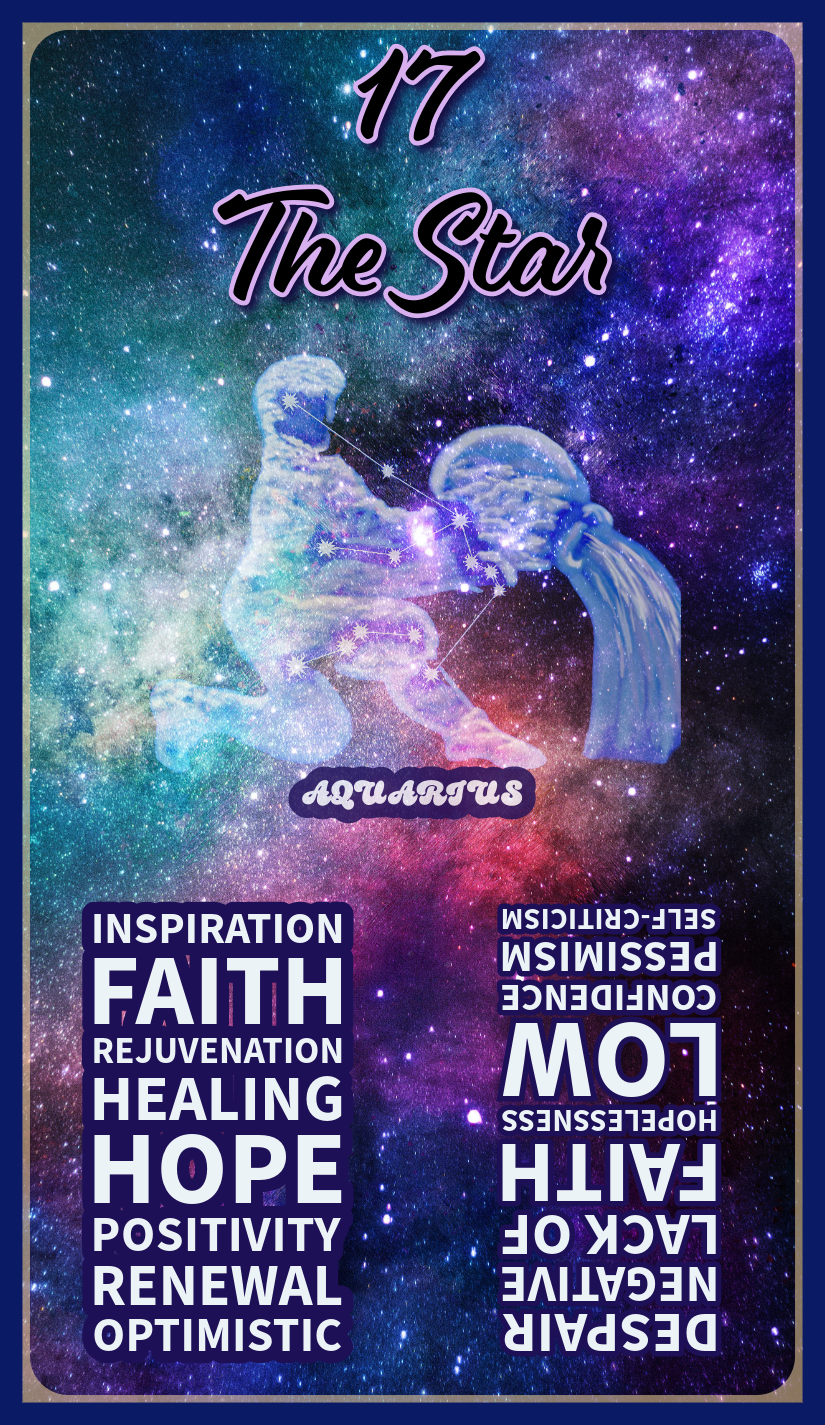 17
The Star
AQUARIUS
INSPIRATION
FAITH
REJUVENATION
HEALING
HOPE
POSITIVITY
RENEWAL
OPTIMISTIC
DESPAIR
NEGATIVE
LACK OF
FAITH
HOPELESSNESS
LOW
CONFIDENCE
PESSIMISM
SELF-CRITICISM